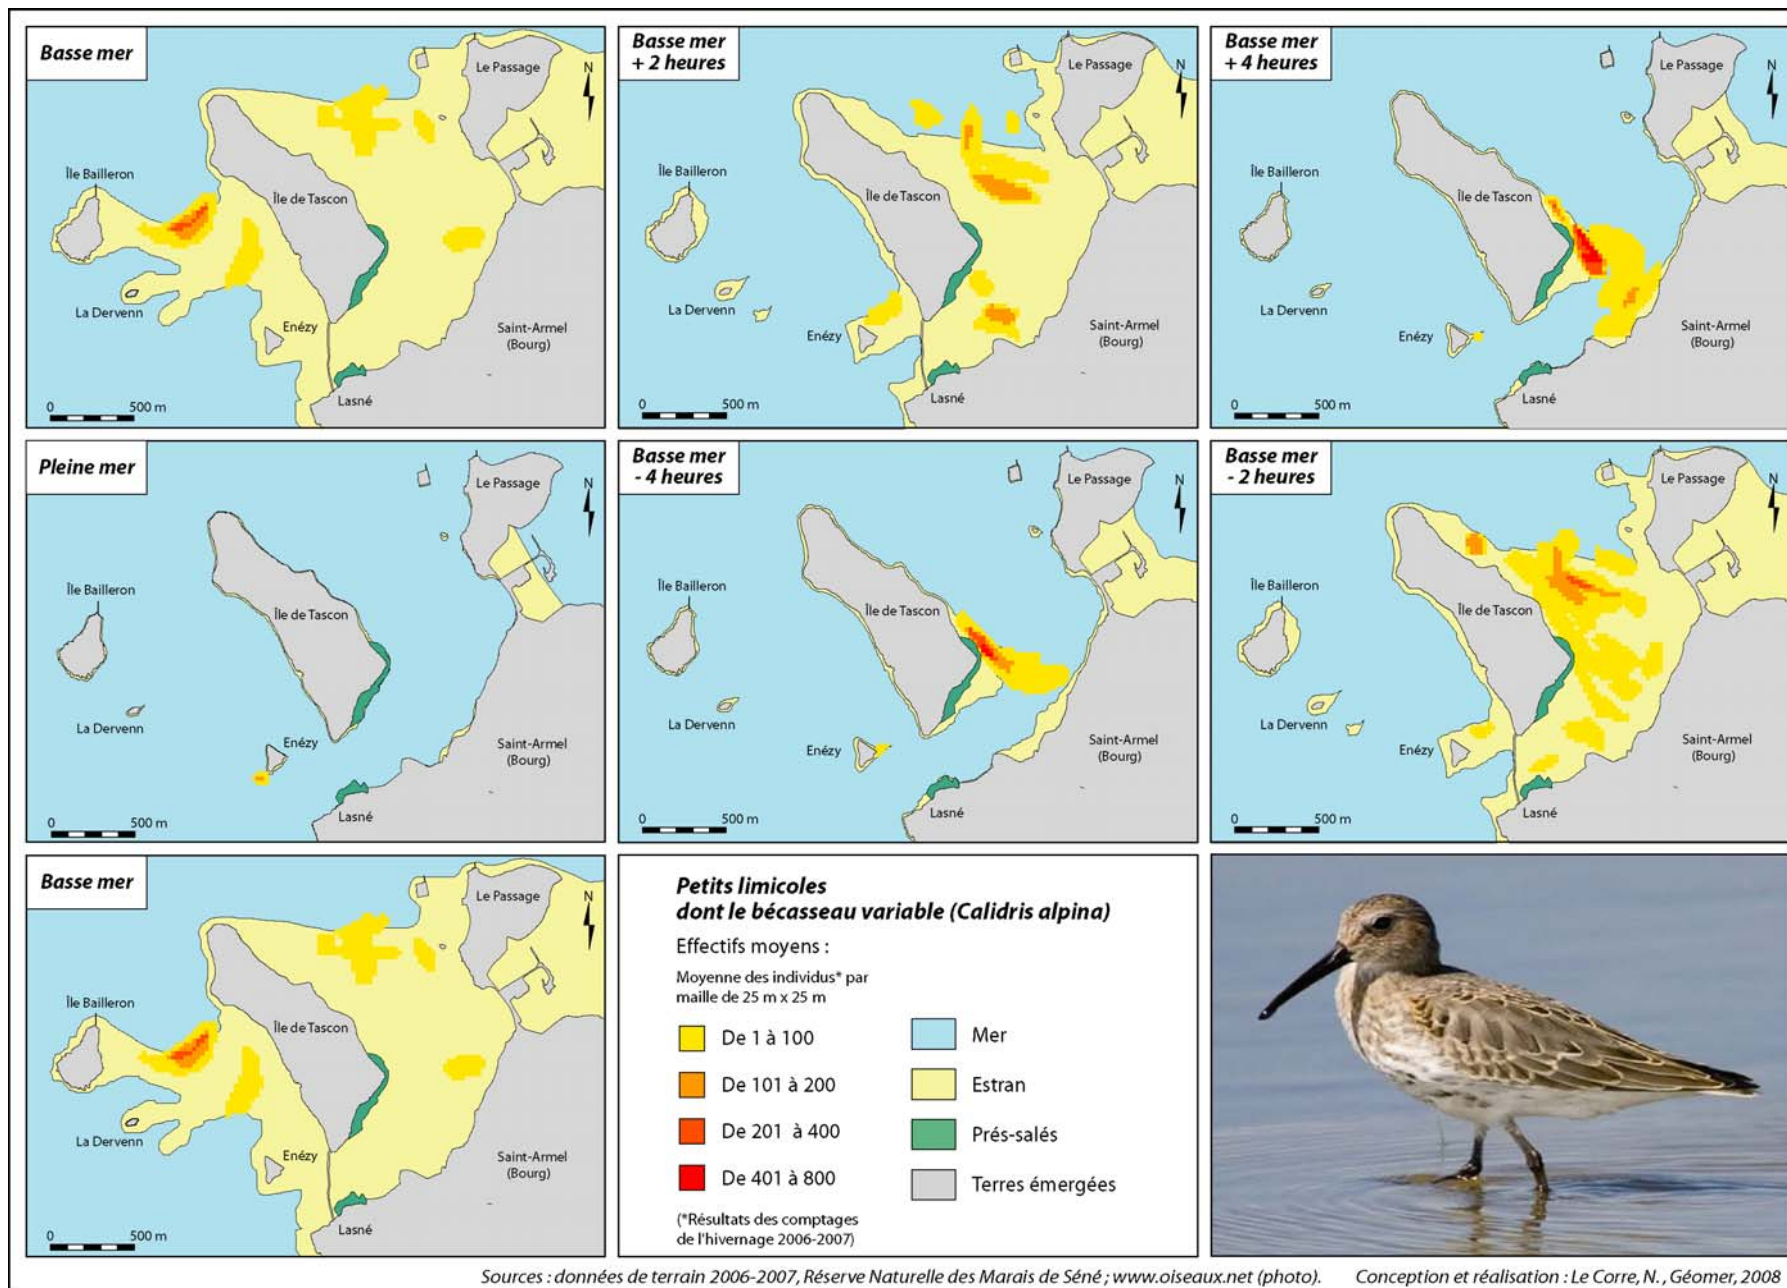 Basse mer
Le Passage
N
Île Bailleron
Île de Tascon
La Dervenn
Enézy
Saint-Armel
(Bourg)
Lasné
0 500 m
Basse mer
+ 2 heures
Le Passage
N
Île Bailleron
Île de Tascon
La Dervenn
Enézy
Saint-Armel
(Bourg)
Lasné
0 500 m
Basse mer
+ 4 heures
Le Passage
N
Île Bailleron
Île de Tascon
La Dervenn
Enézy
Saint-Armel
(Bourg)
Lasné
0 500 m
Pleine mer
Le Passage
N
Île Bailleron
Île de Tascon
La Dervenn
Enézy
Saint-Armel
(Bourg)
Lasné
0 500 m
Basse mer
- 4 heures
Le Passage
N
Île Bailleron
Île de Tascon
La Dervenn
Enézy
Saint-Armel
(Bourg)
Lasné
0 500 m
Basse mer
- 2 heures
Le Passage
N
Île Bailleron
Île de Tascon
La Dervenn
Enézy
Saint-Armel
(Bourg)
Lasné
0 500 m
Basse mer
Le Passage
N
Île Bailleron
Île de Tascon
La Dervenn
Enézy
Saint-Armel
(Bourg)
Lasné
0 500 m
Petits limicoles
dont le bécasseau variable (Calidris alpina)
Effectifs moyens :
Moyenne des individus* par
maille de 25 m x 25 m
De 1 à 100
De 101 à 200
De 201 à 400
De 401 à 800
(*Résultats des comptages
de l'hivernage 2006-2007)
Mer
Estran
Prés-salés
Terres émergées
Sources : données de terrain 2006-2007, Réserve Naturelle des Marais de Séné ; www.oiseaux.net (photo). Conception et réalisation : Le Corre, N., Géomer, 2008